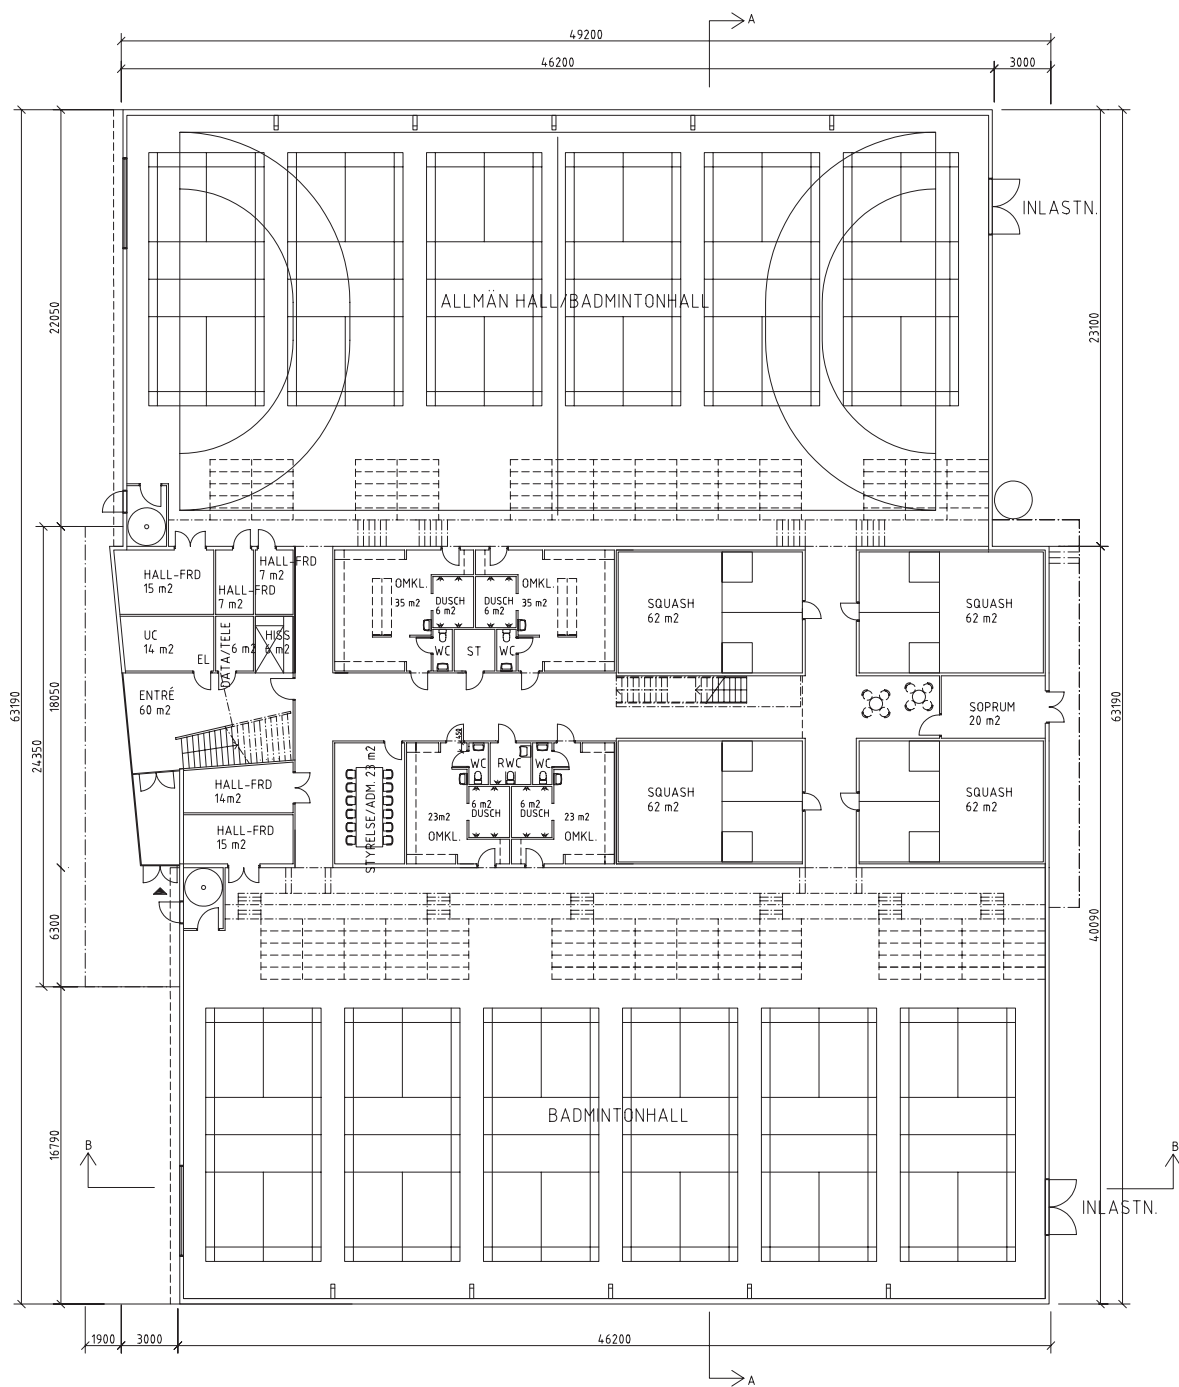 A
49200
46200
3000
INLASTN.
ALLMÄN HALL/BADMINTONHALL
22050
23100
HALL-FRD
15 m2
HALL-FRD
7 m2
HALL-FRD
7 m2
UC
14 m2
EL
DATA/TELE
6 m2
HISS
6 m2
OMKL.
35 m2
DUSCH
6 m2
DUSCH
6 m2
OMKL.
35 m2
WC
ST
WC
SQUASH
62 m2
SQUASH
62 m2
ENTRÉ
60 m2
SOPRUM
20 m2
63190
24350
18050
63190
HALL-FRD
14m2
HALL-FRD
15 m2
STYRELSE/ADM. 23 m2
WC
RWC
WC
23m2
OMKL.
6 m2
DUSCH
6 m2
DUSCH
23 m2
OMKL.
SQUASH
62 m2
SQUASH
62 m2
6300
40090
BADMINTONHALL
16790
B
B
INLASTN.
1900
3000
46200
A